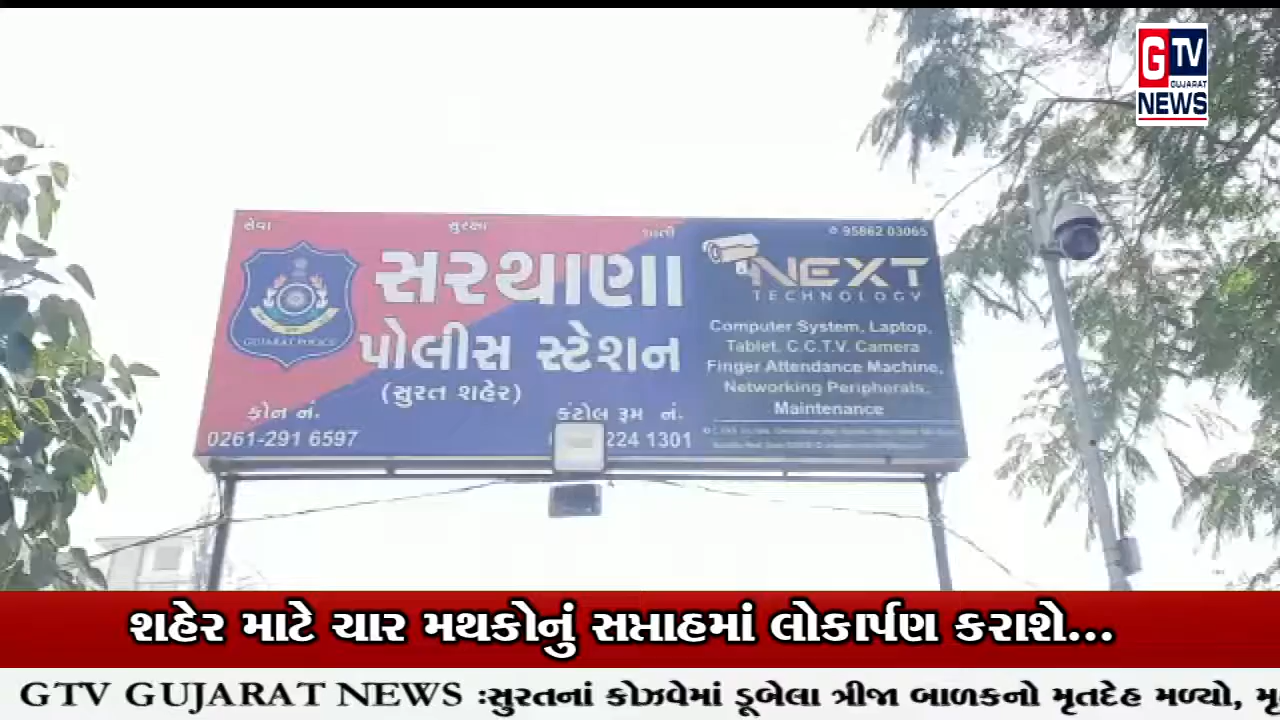 G TV
GUJARAT
NEWS
સેવા સુરક્ષા શાંતી
સરથાણા
પોલીસ સ્ટેશન
(સુરત શહેર)
ફોન નં. કંટોલ રૂમ નં.
0261-291 6597 224 1301
GUJARAT POLICE
95862 03065
NEXT
TECHNOLOGY
Computer System, Laptop,
Tablet, C.C.T.V. Camera
Finger Attendance Machine,
Networking Peripherals,
Maintenance
શહેર માટે ચાર મથકોનું સપ્તાહમાં લોકાર્પણ કરાશે...
GTV GUJARAT NEWS :સુરતનાં કોઝવેમાં ડૂબેલા ત્રીજા બાળકનો મૃતદેહ મળ્યો, મૃ